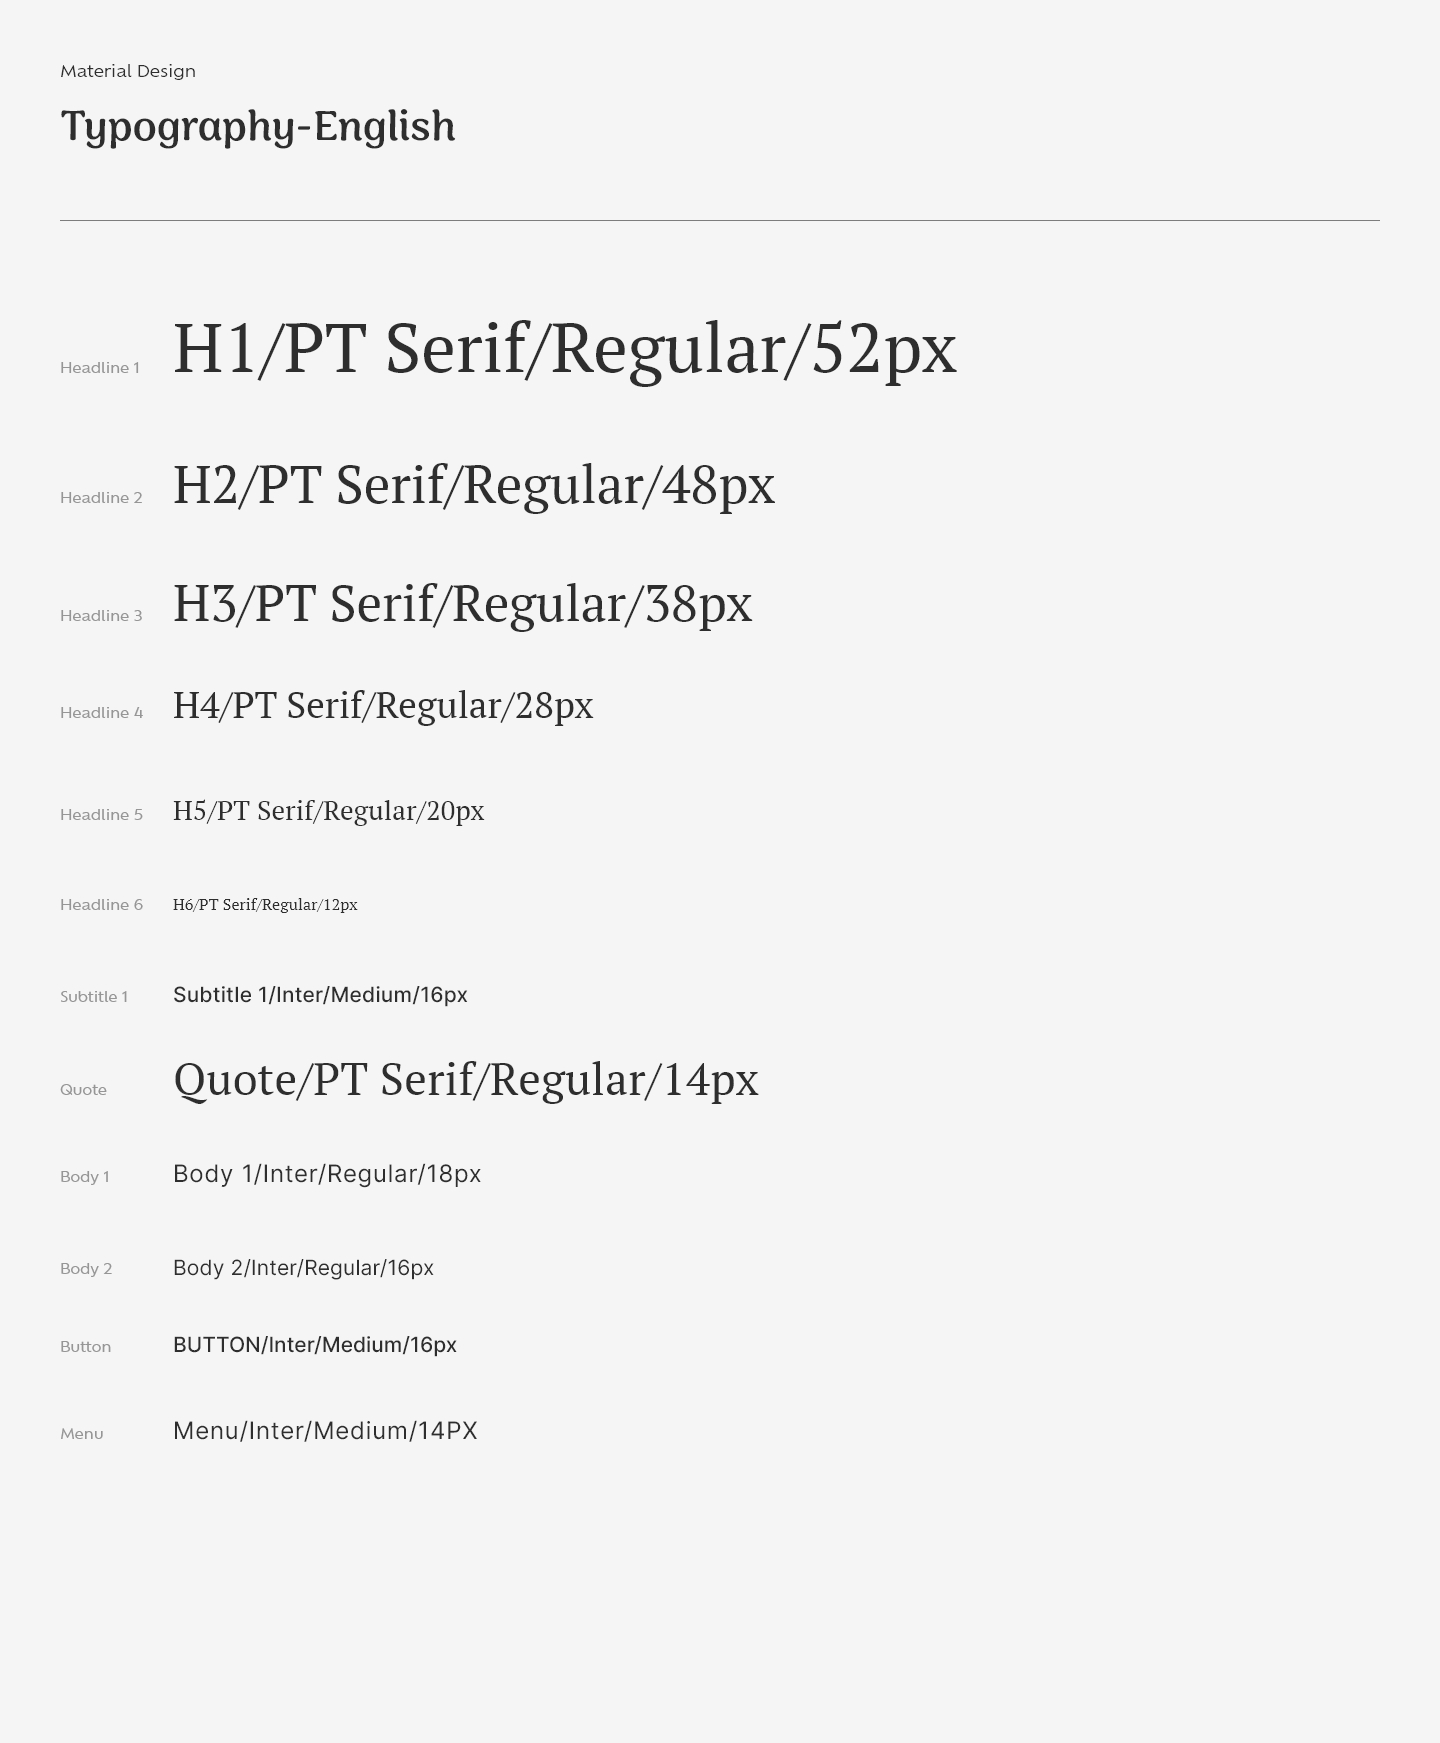 Material Design
Typography-English
Headline 1 H1/PT Serif/Regular/52px
Headline 2 H2/PT Serif/Regular/48px
Headline 3 H3/PT Serif/Regular/38px
Headline 4 H4/PT Serif/Regular/28px
Headline 5 H5/PT Serif/Regular/20px
Headline 6 H6/PT Serif/Regular/12px
Subtitle 1 Subtitle 1/Inter/Medium/16px
Quote Quote/PT Serif/Regular/14px
Body 1 Body 1/Inter/Regular/18px
Body 2 Body 2/Inter/Regular/16px
Button BUTTON/Inter/Medium/16px
Menu Menu/Inter/Medium/14PX